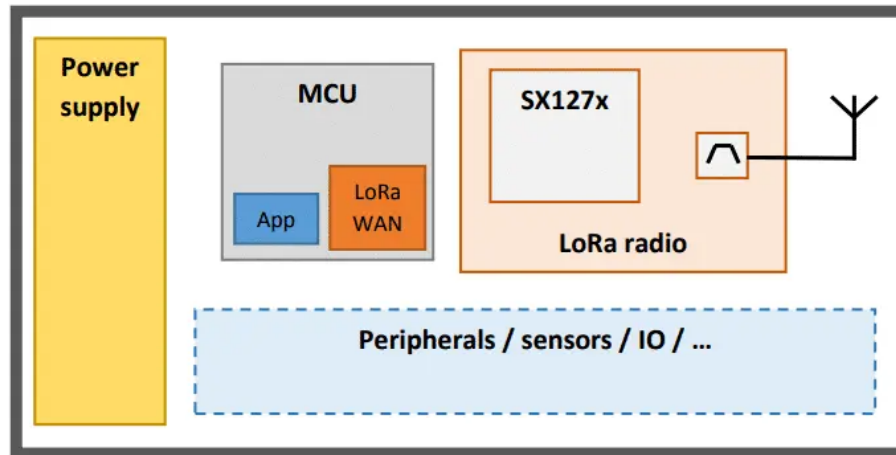 Power
supply
MCU
App
LoRa
WAN
SX127x
LoRa radio
Peripherals / sensors / IO / ...